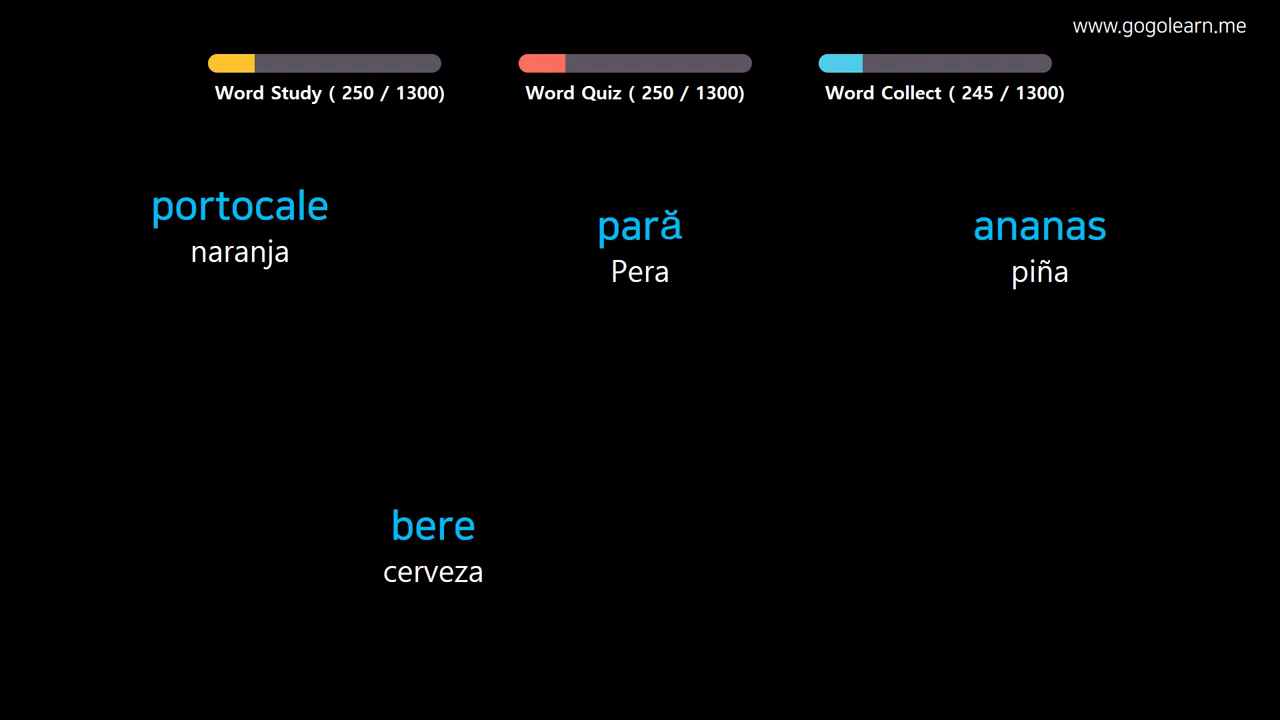 www.gogolearn.me
Word Study ( 250 / 1300)
Word Quiz ( 250 / 1300)
Word Collect ( 245 / 1300)
portocale
naranja
pară
Pera
ananas
piña
bere
cerveza